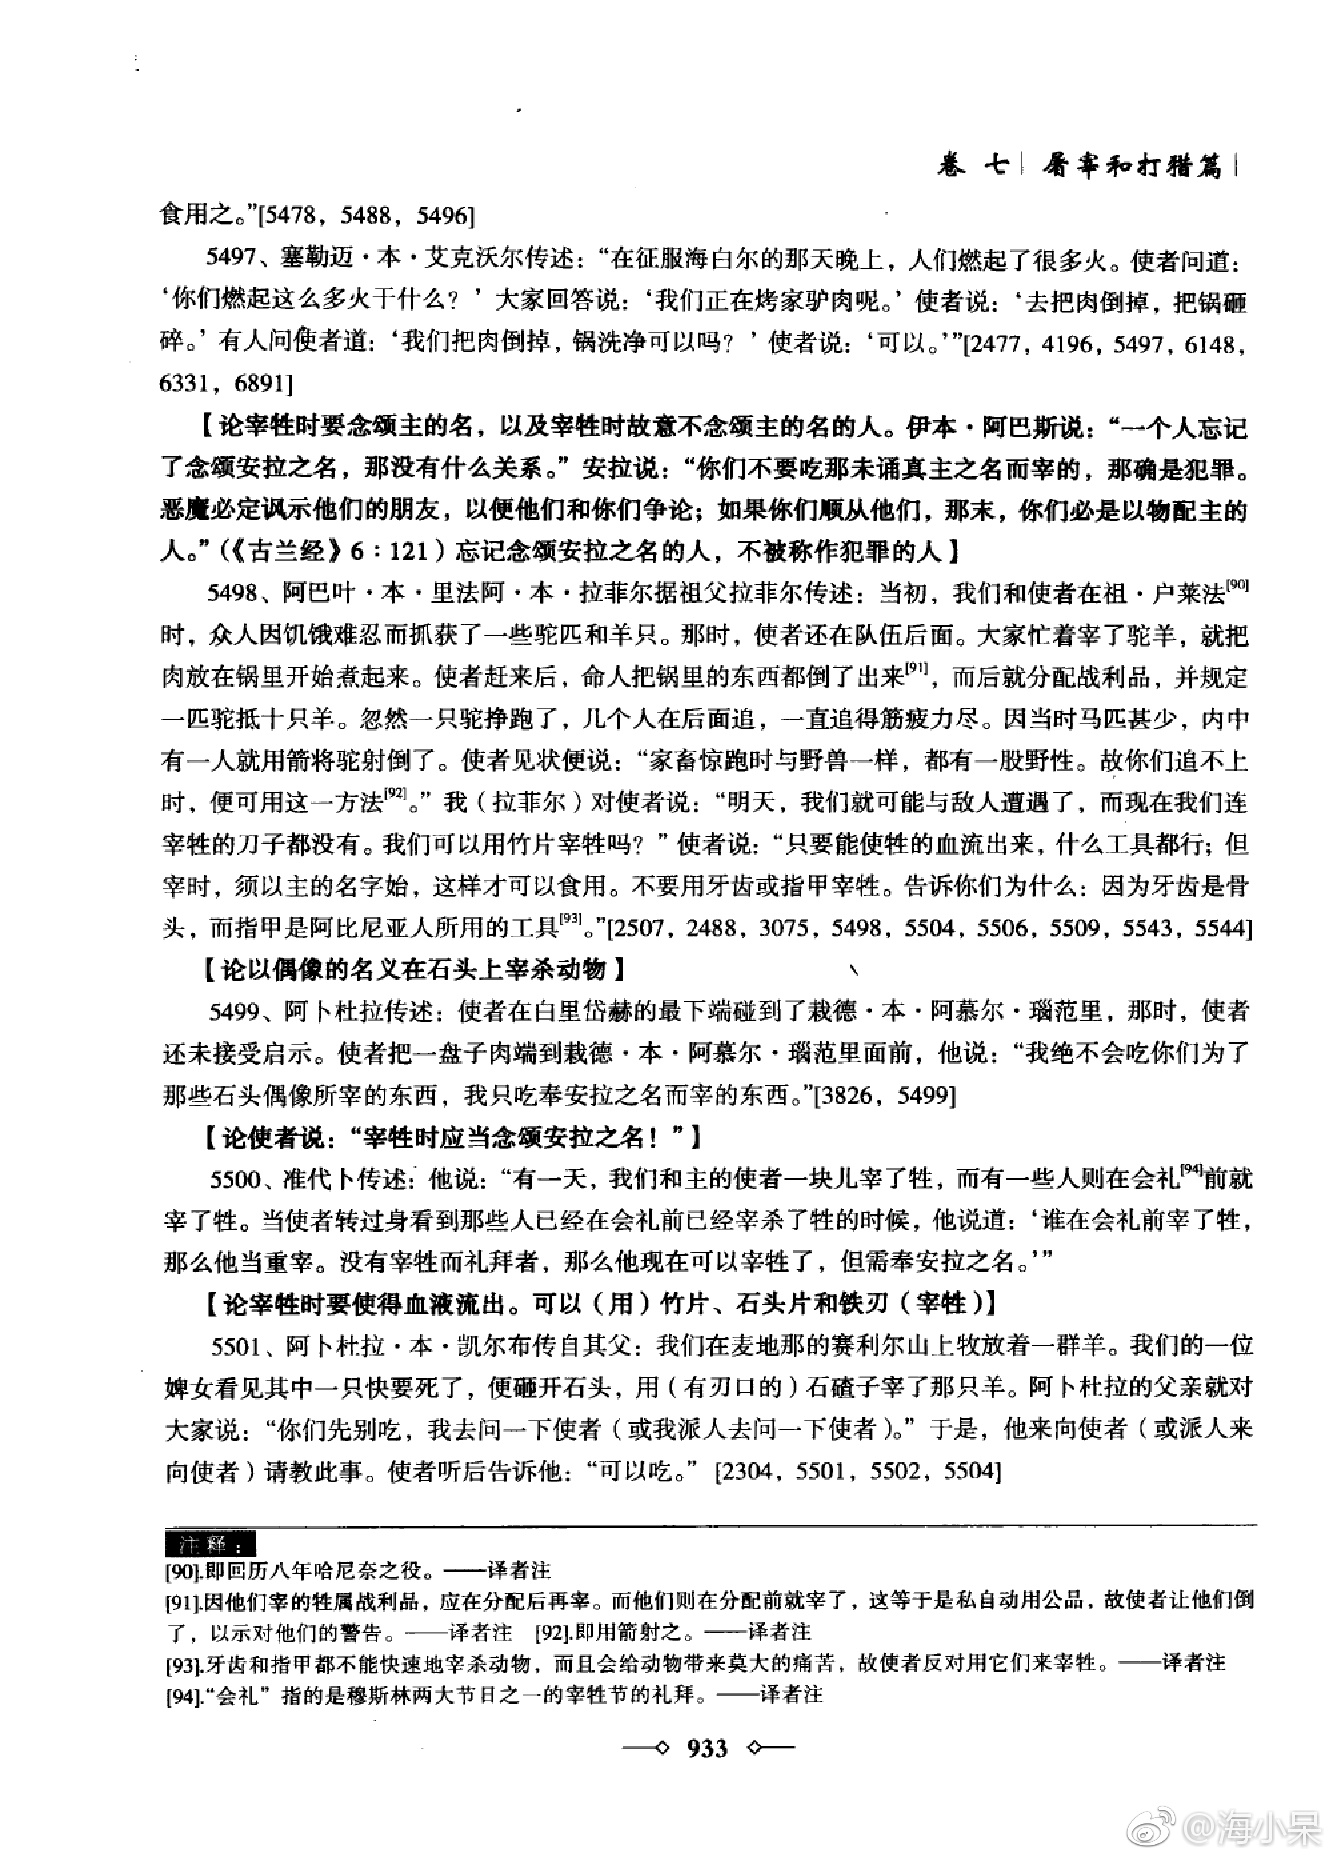 卷 七 | 屠宰和打猎篇 |
食用之。”[5478, 5488, 5496]
5497、塞勒迈·本·艾克沃尔传述：“在征服海白尔的那天晚上，人们燃起了很多火。使者问道：
‘你们燃起这么多火干什么？’大家回答说：‘我们正在烤家驴肉呢。’使者说：‘去把肉倒掉，把锅砸
碎。’有人问使者道：‘我们把肉倒掉，锅洗净可以吗？’使者说：‘可以。’”[2477, 4196, 5497, 6148,
6331, 6891]
【论宰牲时要念颂主的名，以及宰牲时故意不念颂主的名的人。伊本·阿巴斯说：“一个人忘记
了念颂安拉之名，那没有什么关系。”安拉说：“你们不要吃那未诵真主之名而宰的，那确是犯罪。
恶魔必定讽示他们的朋友，以便他们和你们争论；如果你们顺从他们，那末，你们必是以物配主的
人。”（《古兰经》6：121）忘记念颂安拉之名的人，不被称作犯罪的人】
5498、阿巴叶·本·里法阿·本·拉菲尔据祖父拉菲尔传述：当初，我们和使者在祖·户莱法[90]
时，众人因饥饿难忍而抓获了一些驼匹和羊只。那时，使者还在队伍后面。大家忙着宰了驼羊，就把
肉放在锅里开始煮起来。使者赶来后，命人把锅里的东西都倒了出来[91]，而后就分配战利品，并规定
一匹驼抵十只羊。忽然一只驼挣跑了，几个人在后面追，一直追得筋疲力尽。因当时马匹甚少，内中
有一人就用箭将驼射倒了。使者见状便说：“家畜惊跑时与野兽一样，都有一股野性。故你们追不上
时，便可用这一方法[92]。”我（拉菲尔）对使者说：“明天，我们就可能与敌人遭遇了，而现在我们连
宰牲的刀子都没有。我们可以用竹片宰牲吗？”使者说：“只要能使牲的血流出来，什么工具都行；但
宰时，须以主的名字始，这样才可以食用。不要用牙齿或指甲宰牲。告诉你们为什么：因为牙齿是骨
头，而指甲是阿比尼亚人所用的工具[93]。”[2507, 2488, 3075, 5498, 5504, 5506, 5509, 5543, 5544]
【论以偶像的名义在石头上宰杀动物】
5499、阿卜杜拉传述：使者在白里岱赫的最下端碰到了栽德·本·阿慕尔·瑙范里，那时，使者
还未接受启示。使者把一盘子肉端到栽德·本·阿慕尔·瑙范里面前，他说：“我绝不会吃你们为了
那些石头偶像所宰的东西，我只吃奉安拉之名而宰的东西。”[3826, 5499]
【论使者说：“宰牲时应当念颂安拉之名！”】
5500、准代卜传述：他说：“有一天，我们和主的使者一块儿宰了牲，而有一些人则在会礼[94]前就
宰了牲。当使者转过身看到那些人已经在会礼前已经宰杀了牲的时候，他说道：‘谁在会礼前宰了牲，
那么他当重宰。没有宰牲而礼拜者，那么他现在可以宰牲了，但需奉安拉之名。’”
【论宰牲时要使得血液流出。可以（用）竹片、石头片和铁刃（宰牲）】
5501、阿卜杜拉·本·凯尔布传自其父：我们在麦地那的赛利尔山上牧放着一群羊。我们的一位
婢女看见其中一只快要死了，便砸开石头，用（有刃口的）石碴子宰了那只羊。阿卜杜拉的父亲就对
大家说：“你们先别吃，我去问一下使者（或我派人去问一下使者）。”于是，他来向使者（或派人来
向使者）请教此事。使者听后告诉他：“可以吃。” [2304, 5501, 5502, 5504]
注释：
[90].即回历八年哈尼奈之役。——译者注
[91].因他们宰的牲属战利品，应在分配后再宰。而他们则在分配前就宰了，这等于是私自动用公品，故使者让他们倒
了，以示对他们的警告。——译者注 [92].即用箭射之。——译者注
[93].牙齿和指甲都不能快速地宰杀动物，而且会给动物带来莫大的痛苦，故使者反对用它们来宰牲。——译者注
[94].“会礼”指的是穆斯林两大节日之一的宰牲节的礼拜。——译者注
933
@海小呆